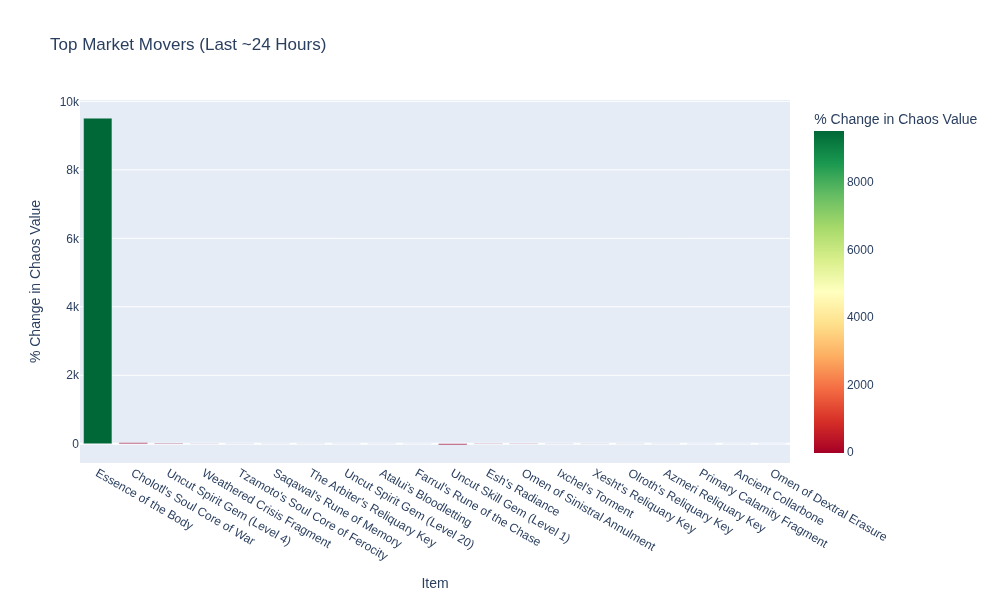 Top Market Movers (Last ~24 Hours)
% Change in Chaos Value
10k
8k
6k
4k
2k
0
% Change in Chaos Value
8000
6000
4000
2000
0
Essence of the Body
Cholotl's Soul Core of War
Uncut Spirit Gem (Level 4)
Weathered Crisis Fragment
Tzamoto's Soul Core of Ferocity
Saqawal's Rune of Memory
The Arbiter's Reliquary Key
Uncut Spirit Gem (Level 20)
Atalui's Bloodletting
Farrul's Rune of the Chase
Uncut Skill Gem (Level 1)
Esh's Radiance
Omen of Sinistral Annulment
Ixchel's Torment
Xesht's Reliquary Key
Olroth's Reliquary Key
Azmeri Reliquary Key
Primary Calamity Fragment
Ancient Collarbone
Omen of Dextral Erasure
Item